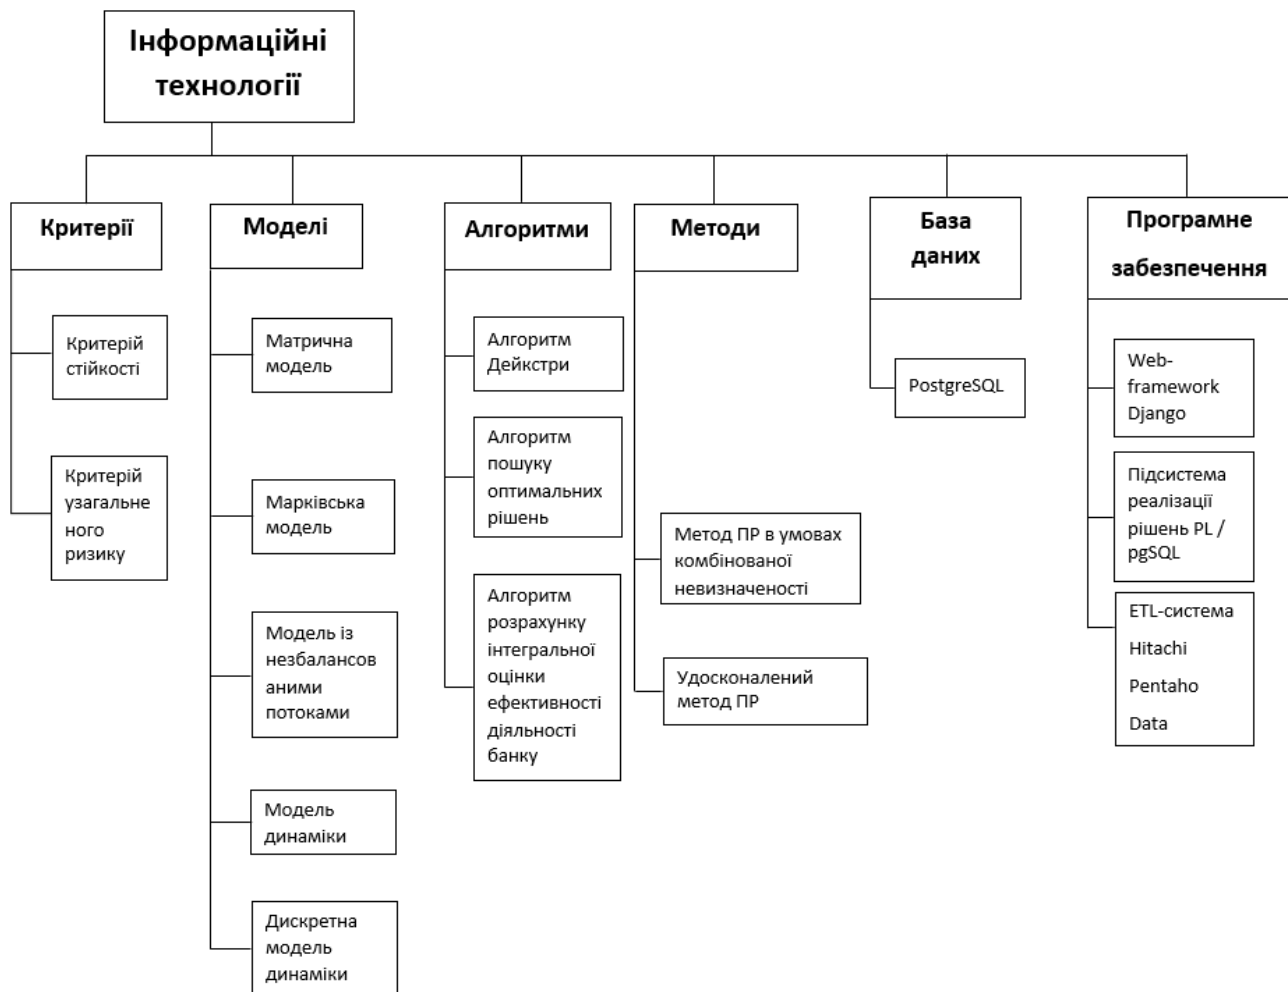 Інформаційні
технології
Критерії
Моделі
Алгоритми
Методи
База
даних
Програмне
забезпечення
Критерій
стійкості
Критерій
узагальне
ного
ризику
Матрична
модель
Марківська
модель
Модель із
незбалансов
аними
потоками
Модель
динаміки
Дискретна
модель
динаміки
Алгоритм
Дейкстри
Алгоритм
пошуку
оптимальних
рішень
Алгоритм
розрахунку
інтегральної
оцінки
ефективності
діяльності
банку
Метод ПР в умовах
комбінованої
невизначеності
Удосконалений
метод ПР
PostgreSQL
Web-
framework
Django
Підсистема
реалізації
рішень PL /
pgSQL
ETL-система
Hitachi
Pentaho
Data